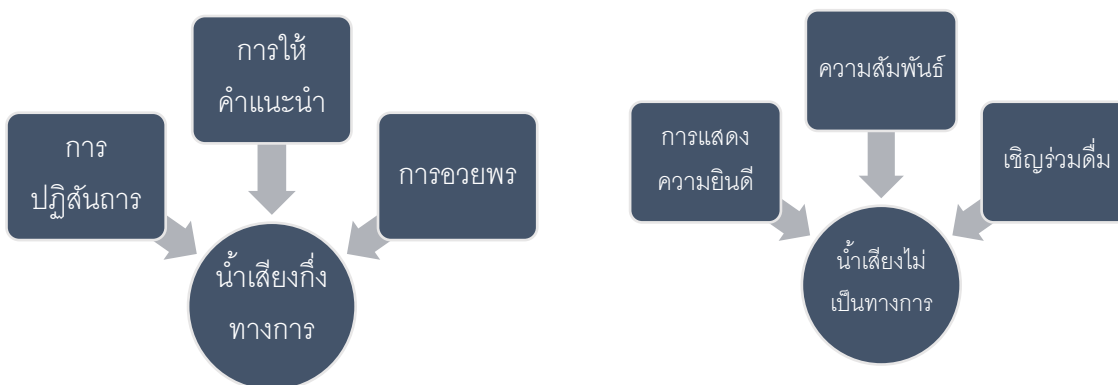 การให้
คำแนะนำ
การ
ปฏิสันถาร
การอวยพร
น้ำเสียงกึ่ง
ทางการ
ความสัมพันธ์
การแสดง
ความยินดี
เชิญร่วมดื่ม
น้ำเสียงไม่
เป็นทางการ